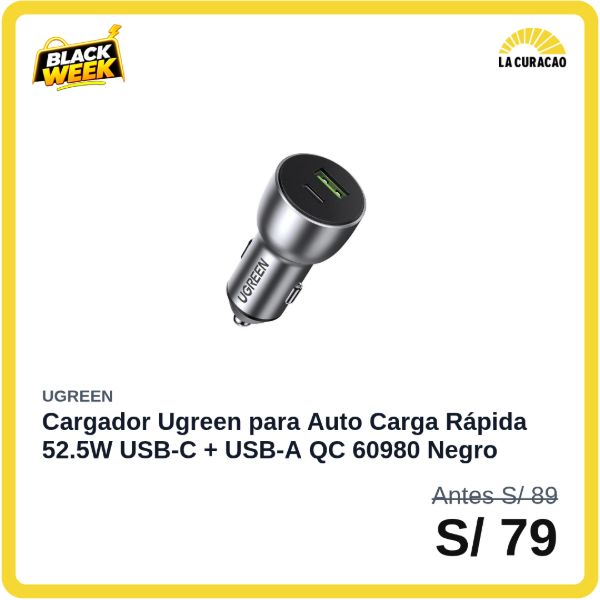 BLACK
WEEK
LA CURACAO
UGREEN
UGREEN
Cargador Ugreen para Auto Carga Rápida
52.5W USB-C + USB-A QC 60980 Negro
Antes S/ 89
S/ 79